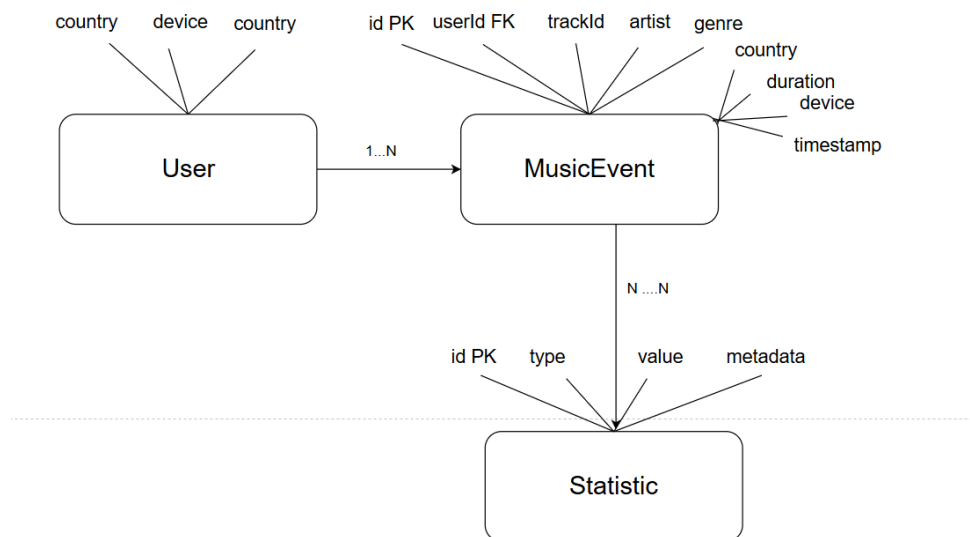 country device country
id PK userId FK trackId artist genre
country
duration
device
timestamp
User
1...N
MusicEvent
N ....N
id PK type value metadata
Statistic